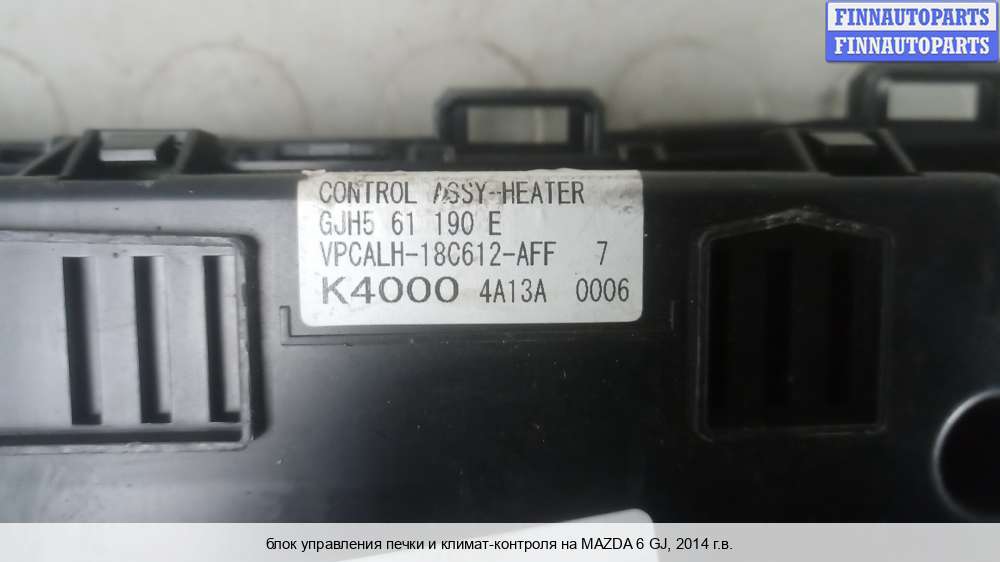 FINNAUTOPARTS
FINNAUTOPARTS
CONTROL ASSY-HEATER
GJH5 61 190 E
VPCALH-18C612-AFF 7
K4000 4A13A 0006
блок управления печки и климат-контроля на MAZDA 6 GJ, 2014 г.в.